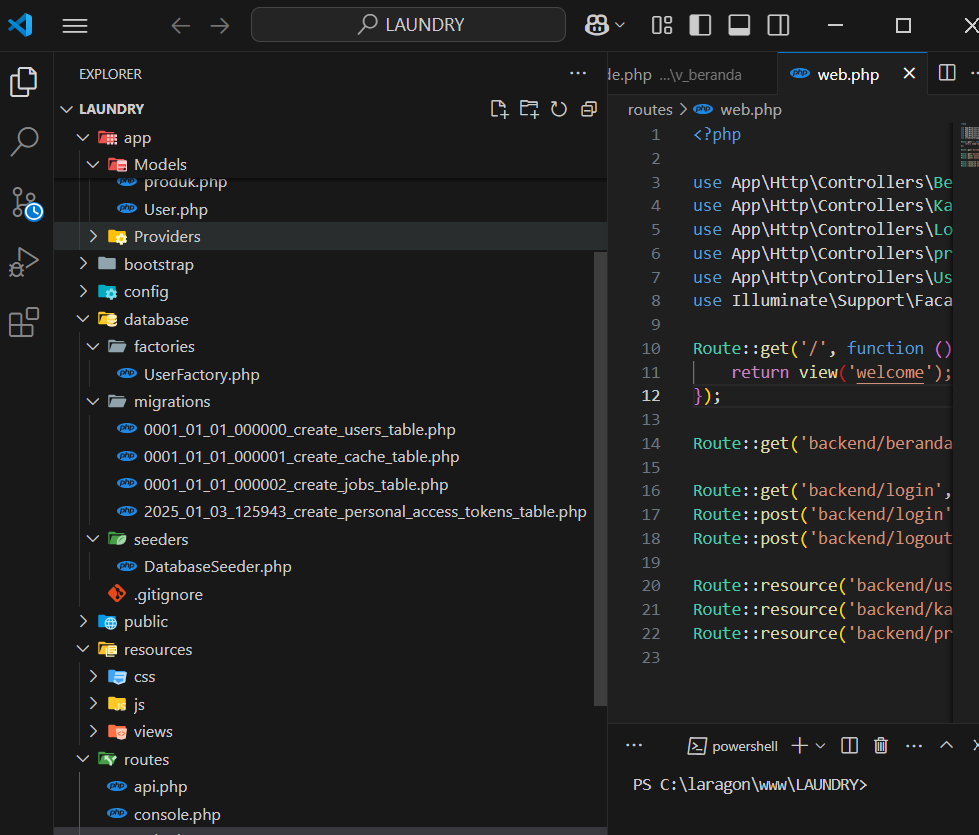 LAUNDRY
EXPLORER
LAUNDRY
app
Models
produk.php
User.php
Providers
bootstrap
config
database
factories
UserFactory.php
migrations
0001_01_01_000000_create_users_table.php
0001_01_01_000001_create_cache_table.php
0001_01_01_000002_create_jobs_table.php
2025_01_03_125943_create_personal_access_tokens_table.php
seeders
DatabaseSeeder.php
.gitignore
public
resources
css
js
views
routes
api.php
console.php
de.php ...\v_beranda
php web.php
routes > php web.php
1 <?php
2
3 use App\Http\Controllers\Be
4 use App\Http\Controllers\Ka
5 use App\Http\Controllers\Lo
6 use App\Http\Controllers\pr
7 use App\Http\Controllers\Us
8 use Illuminate\Support\Faca
9
10 Route::get('/', function ()
11 return view('welcome');
12 });
13
14 Route::get('backend/beranda
15
16 Route::get('backend/login',
17 Route::post('backend/login'
18 Route::post('backend/logout
19
20 Route::resource('backend/us
21 Route::resource('backend/ka
22 Route::resource('backend/pr
23
powershell
PS C:\laragon\www\LAUNDRY>